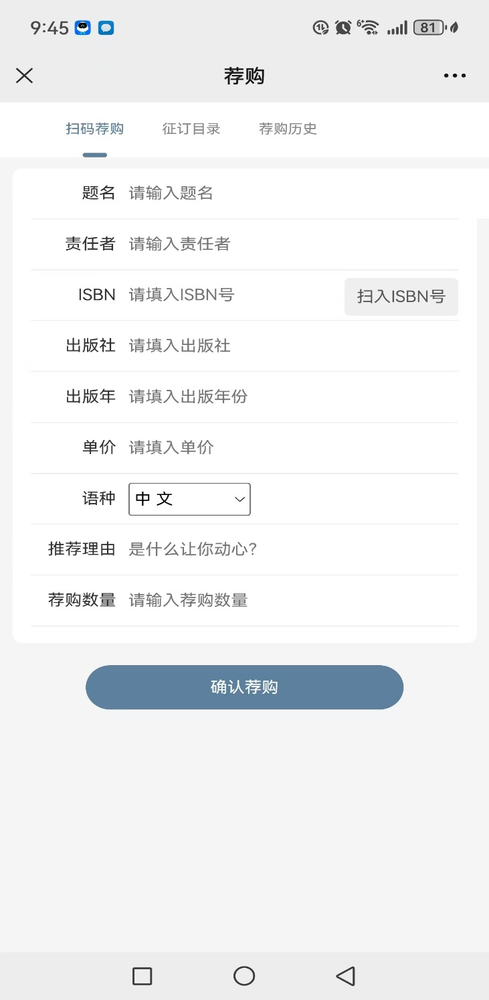 9:45 6+ 81
荐购
扫码荐购 征订目录 荐购历史
题名 请输入题名
责任者 请输入责任者
ISBN 请填入ISBN号 扫入ISBN号
出版社 请填入出版社
出版年 请填入出版年份
单价 请填入单价
语种 中 文
推荐理由 是什么让你动心?
荐购数量 请输入荐购数量
确认荐购